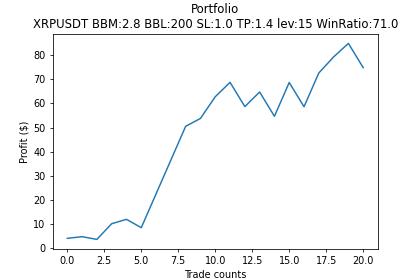 Portfolio
XRPUSDT BBM:2.8 BBL:200 SL:1.0 TP:1.4 lev:15 WinRatio:71.0
80
70
60
50
40
30
20
10
0
Profit ($)
0.0 2.5 5.0 7.5 10.0 12.5 15.0 17.5 20.0
Trade counts